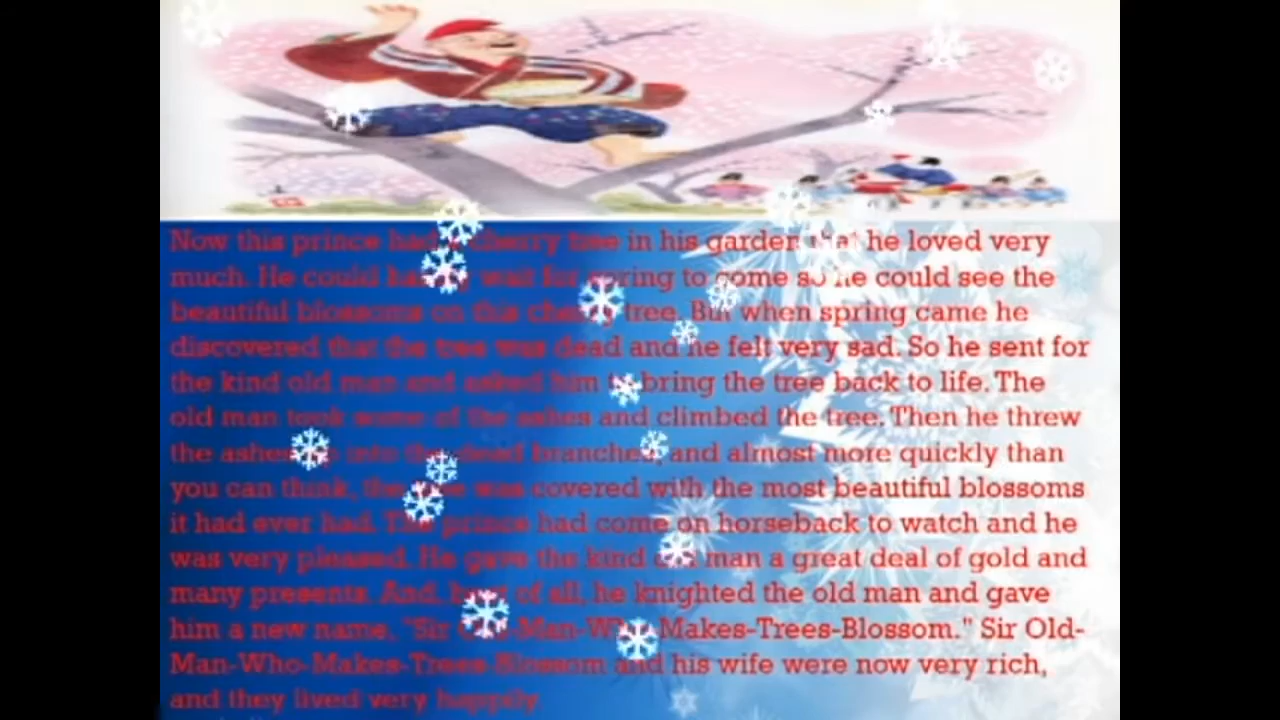 Now this prince had a cherry tree in his garden that he loved very
much. He could hardly wait for spring to come so he could see the
beautiful blossoms on this cherry tree. But when spring came he
discovered that the tree was dead and he felt very sad. So he sent for
the kind old man and asked him to bring the tree back to life. The
old man took some of the ashes and climbed the tree. Then he threw
the ashes up into the dead branches, and almost more quickly than
you can think, the tree was covered with the most beautiful blossoms
it had ever had. The prince had come on horseback to watch and he
was very pleased. He gave the kind old man a great deal of gold and
many presents. And, best of all, he knighted the old man and gave
him a new name, "Sir Old-Man-Who-Makes-Trees-Blossom." Sir Old-
Man-Who-Makes-Trees-Blossom and his wife were now very rich,
and they lived very happily